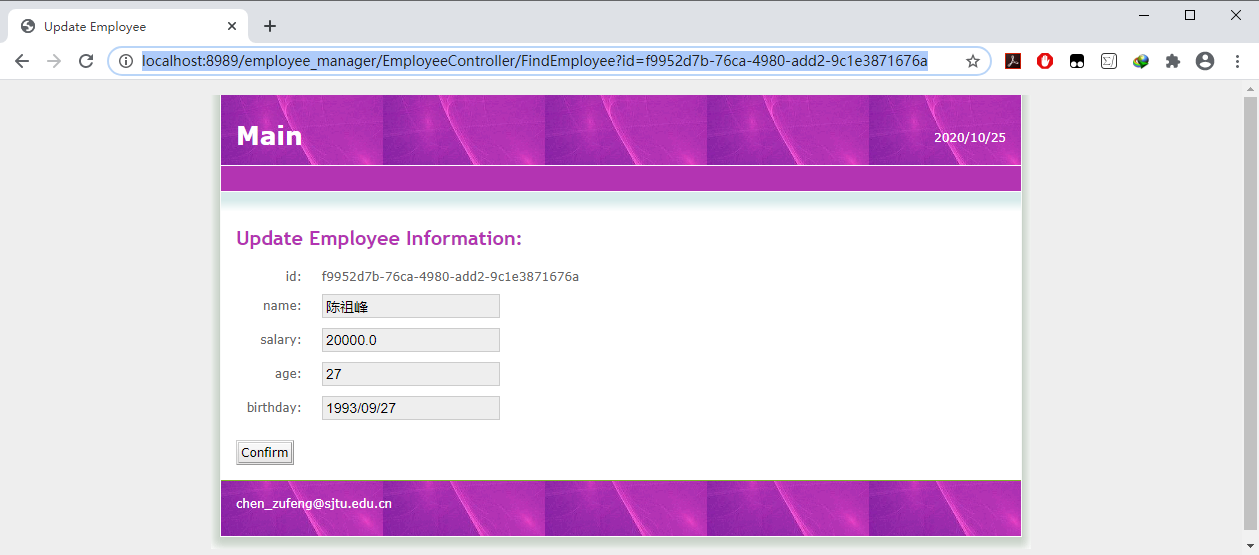 Update Employee
localhost:8989/employee_manager/EmployeeController/FindEmployee?id=f9952d7b-76ca-4980-add2-9c1e3871676a
Main
2020/10/25
Update Employee Information:
id: f9952d7b-76ca-4980-add2-9c1e3871676a
name: 陈祖峰
salary: 20000.0
age: 27
birthday: 1993/09/27
Confirm
chen_zufeng@sjtu.edu.cn